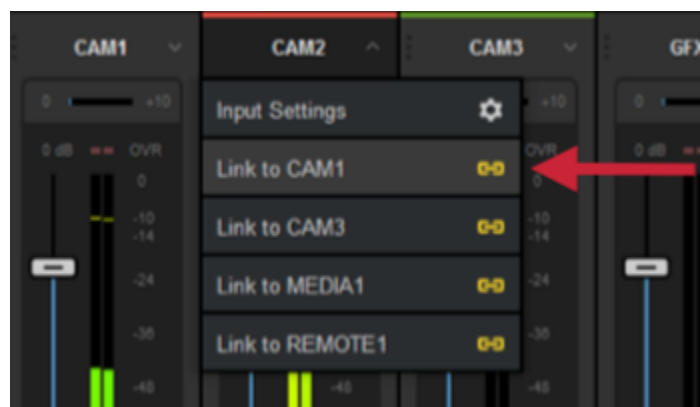 CAM1 CAM2 CAM3 GFX
0 +10 Input Settings +10 0
0 dB OVR Link to CAM1 OVR 0 dB
0 0
-10 Link to CAM3 -10
-14 -14
-24 Link to MEDIA1 -24
-36 Link to REMOTE1 -36
-48 -48 -48